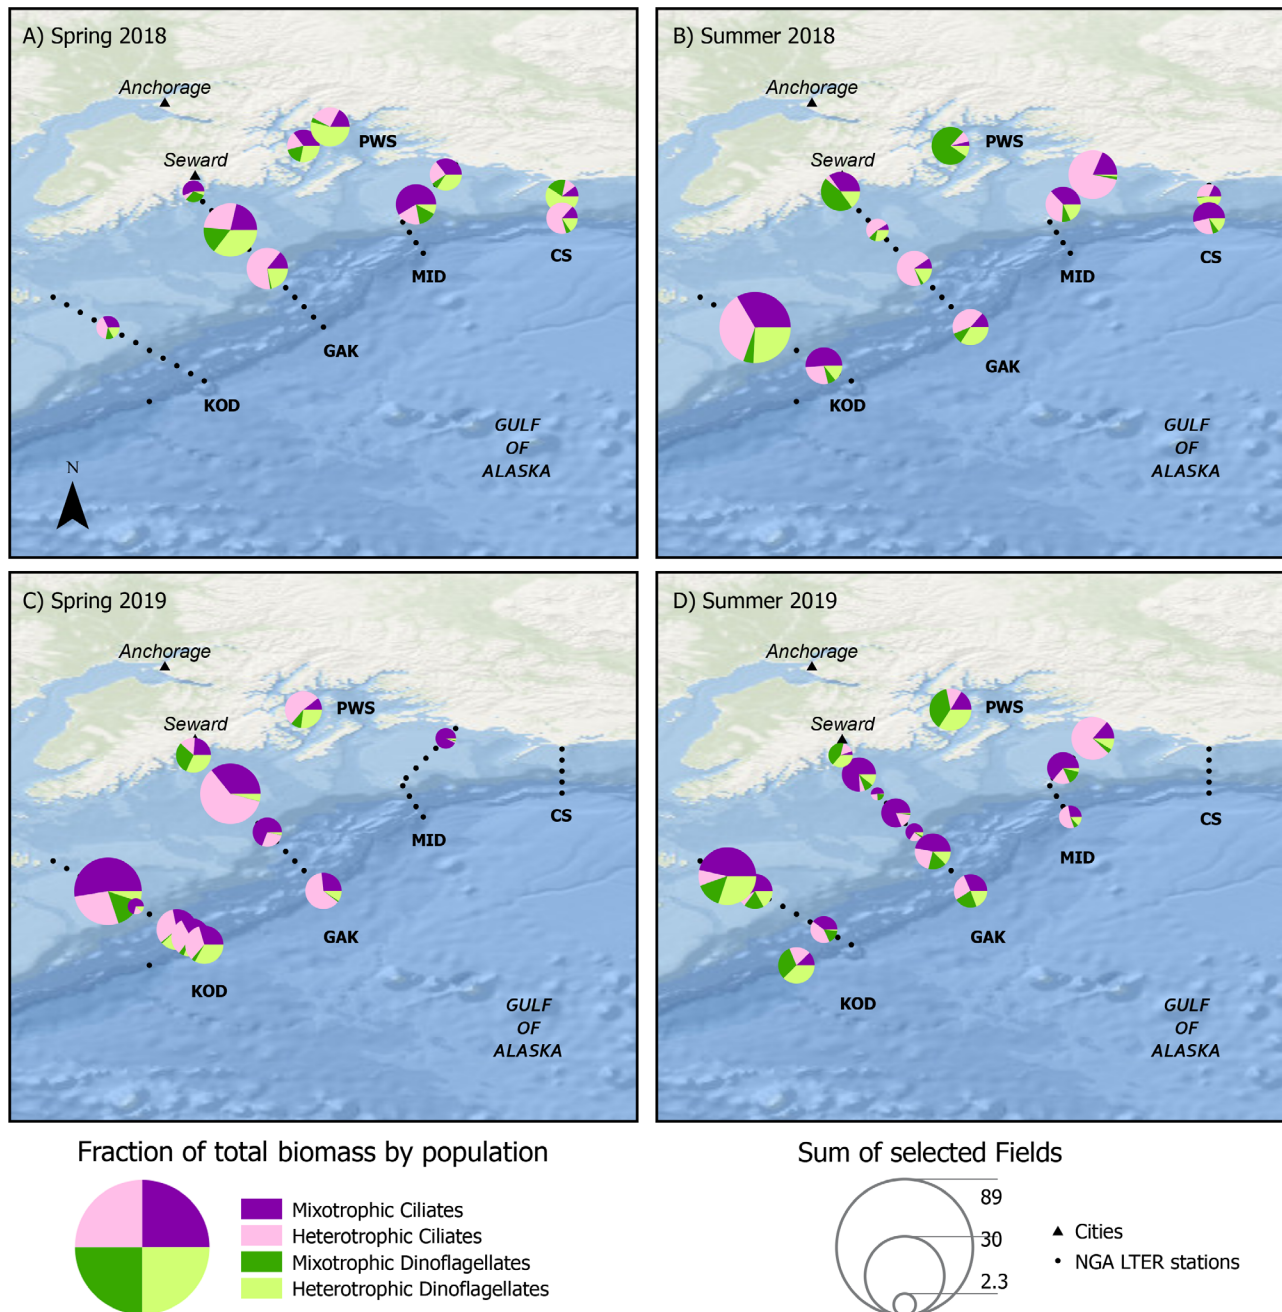 A) Spring 2018
Anchorage
Seward
PWS
MID
CS
GAK
KOD
GULF
OF
ALASKA
N
B) Summer 2018
Anchorage
PWS
Seward
MID
CS
GAK
KOD
GULF
OF
ALASKA
C) Spring 2019
Anchorage
PWS
Seward
MID
CS
GAK
KOD
GULF
OF
ALASKA
D) Summer 2019
Anchorage
PWS
Seward
CS
MID
GAK
KOD
GULF
OF
ALASKA
Fraction of total biomass by population
Mixotrophic Ciliates
Heterotrophic Ciliates
Mixotrophic Dinoflagellates
Heterotrophic Dinoflagellates
Sum of selected Fields
89
30
2.3
Cities
NGA LTER stations